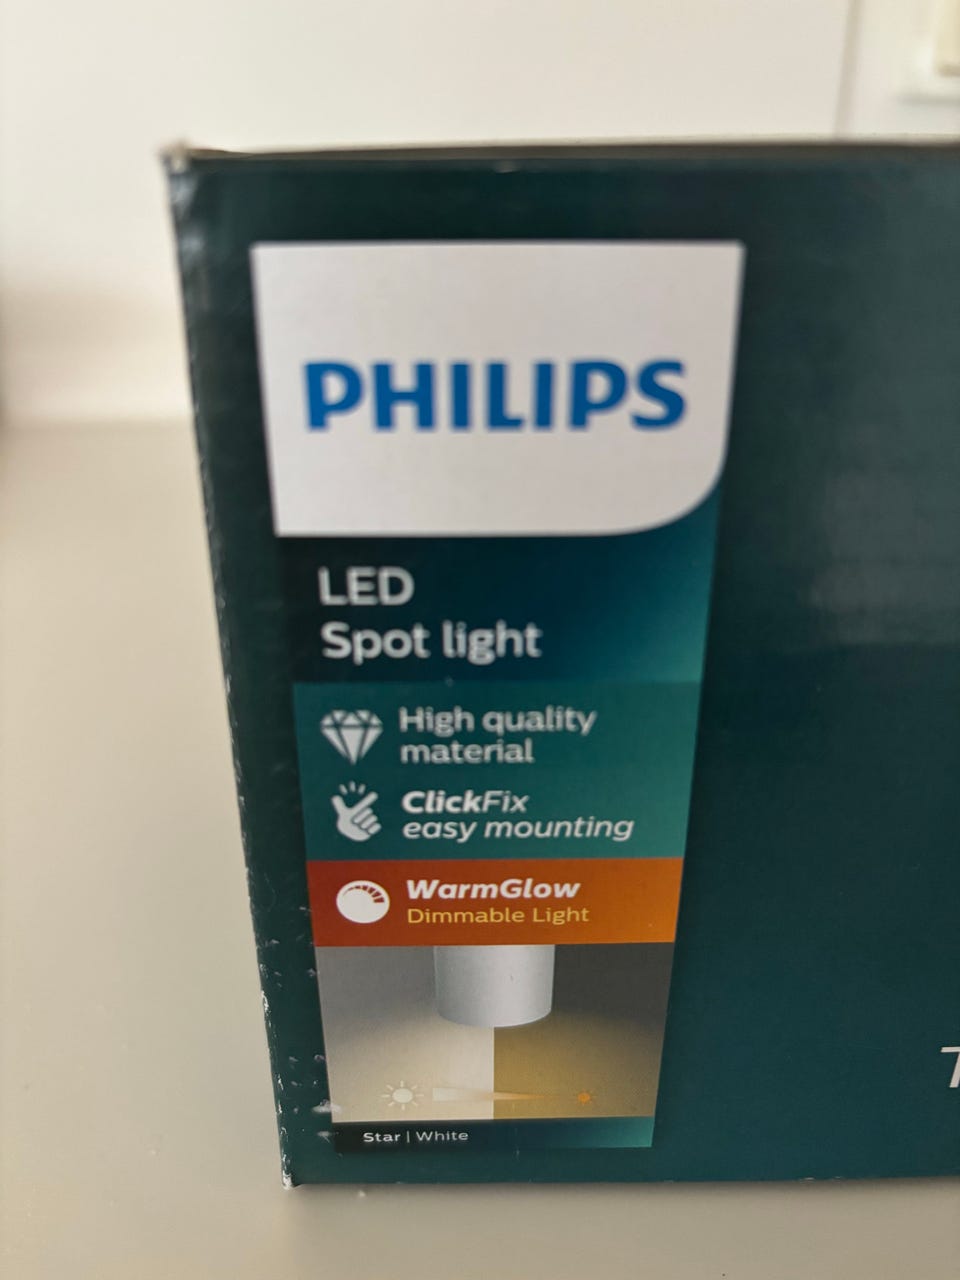 PHILIPS
LED
Spot light
High quality
material
ClickFix
easy mounting
WarmGlow
Dimmable Light
Star | White